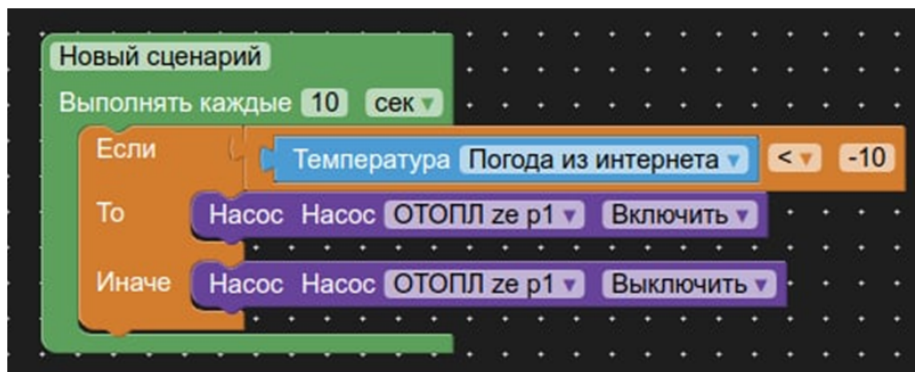 Новый сценарий
Выполнять каждые 10 сек
Если Температура Погода из интернета < -10
То Насос Насос ОТОПЛ ze p1 Включить
Иначе Насос Насос ОТОПЛ ze p1 Выключить